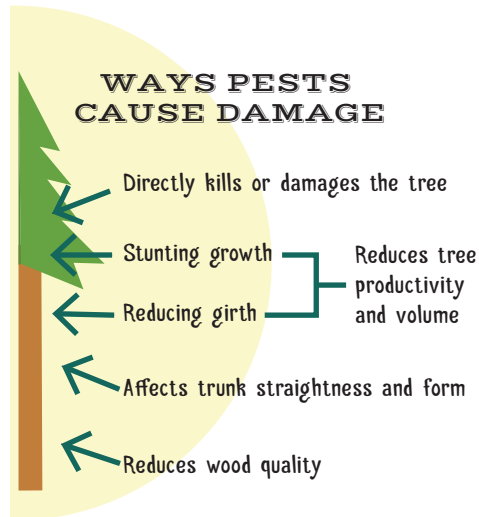 WAYS PESTS
CAUSE DAMAGE
Directly kills or damages the tree
Stunting growth
Reducing girth
Reduces tree
productivity
and volume
Affects trunk straightness and form
Reduces wood quality